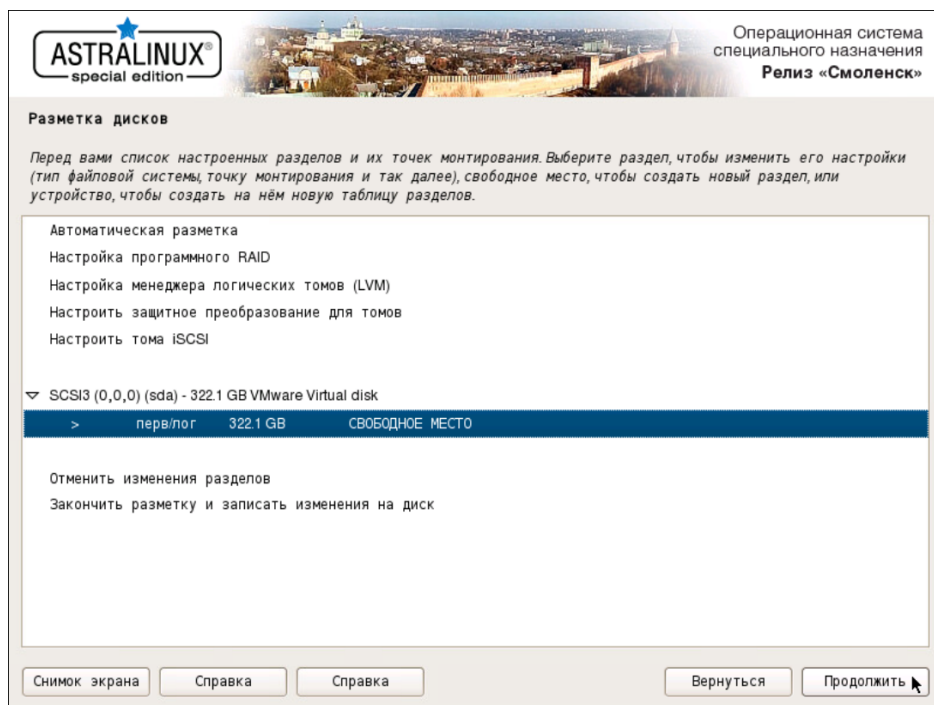 ASTRALINUX®
special edition
Операционная система
специального назначения
Релиз «Смоленск»
Разметка дисков
Перед вами список настроенных разделов и их точек монтирования. Выберите раздел, чтобы изменить его настройки
(тип файловой системы, точку монтирования и так далее), свободное место, чтобы создать новый раздел, или
устройство, чтобы создать на нём новую таблицу разделов.
Автоматическая разметка
Настройка программного RAID
Настройка менеджера логических томов (LVM)
Настроить защитное преобразование для томов
Настроить тома iSCSI
SCSI3 (0,0,0) (sda) - 322.1 GB VMware Virtual disk
> перв/лог 322.1 GB СВОБОДНОЕ МЕСТО
Отменить изменения разделов
Закончить разметку и записать изменения на диск
Снимок экрана Справка Справка Вернуться Продолжить